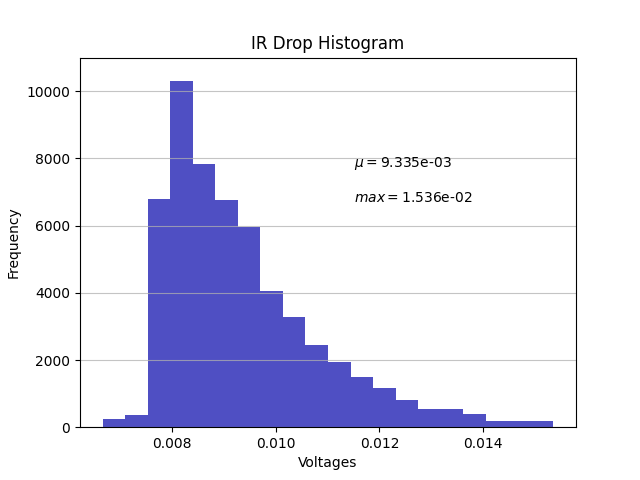 IR Drop Histogram
10000
8000
6000
4000
2000
0
Frequency
μ = 9.335e-03
max = 1.536e-02
0.008 0.010 0.012 0.014
Voltages